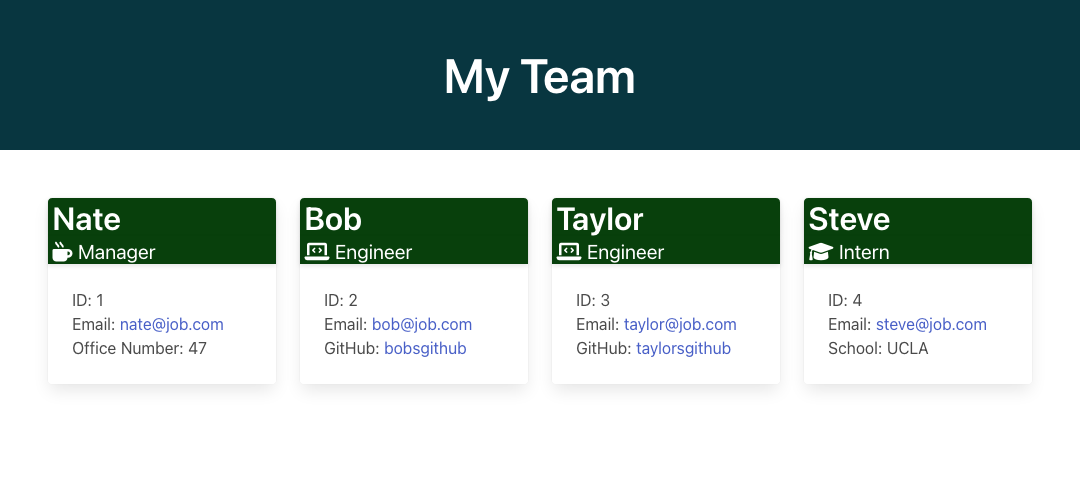 My Team
Nate
Manager
ID: 1
Email: nate@job.com
Office Number: 47
Bob
Engineer
ID: 2
Email: bob@job.com
GitHub: bobsgithub
Taylor
Engineer
ID: 3
Email: taylor@job.com
GitHub: taylorsgithub
Steve
Intern
ID: 4
Email: steve@job.com
School: UCLA